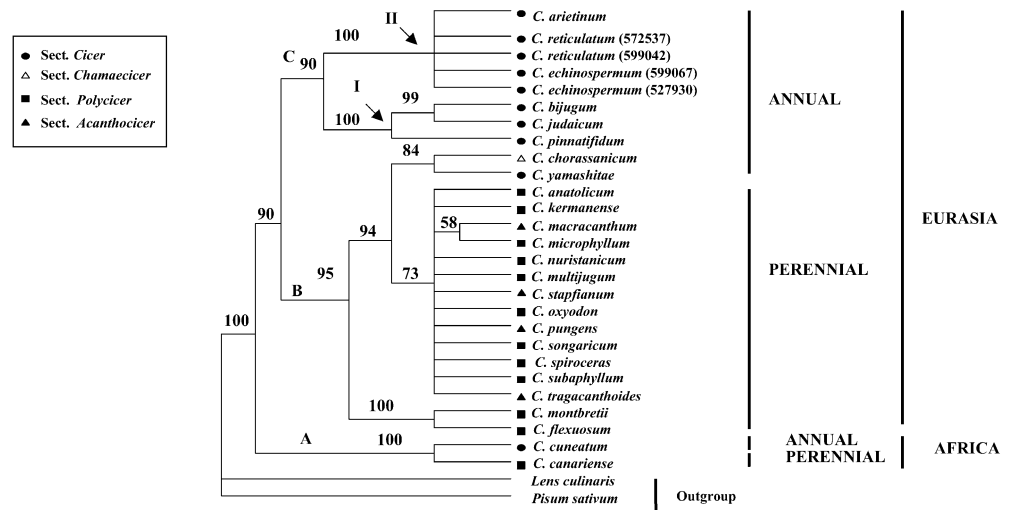 Sect. Cicer
Sect. Chamaecicer
Sect. Polycicer
Sect. Acanthocicer
II
100
C
90
I
99
100
84
90
94
58
95
73
B
100
100
A
100
C. arietinum
C. reticulatum (572537)
C. reticulatum (599042)
C. echinospermum (599067)
C. echinospermum (527930)
C. bijugum
C. judaicum
C. pinnatifidum
C. chorassanicum
C. yamashitae
C. anatolicum
C. kermanense
C. macracanthum
C. microphyllum
C. nuristanicum
C. multijugum
C. stapfianum
C. oxyodon
C. pungens
C. songaricum
C. spiroceras
C. subaphyllum
C. tragacanthoides
C. montbretii
C. flexuosum
C. cuneatum
C. canariense
Lens culinaris
Pisum sativum
ANNUAL
PERENNIAL
ANNUAL
PERENNIAL
EURASIA
AFRICA
Outgroup